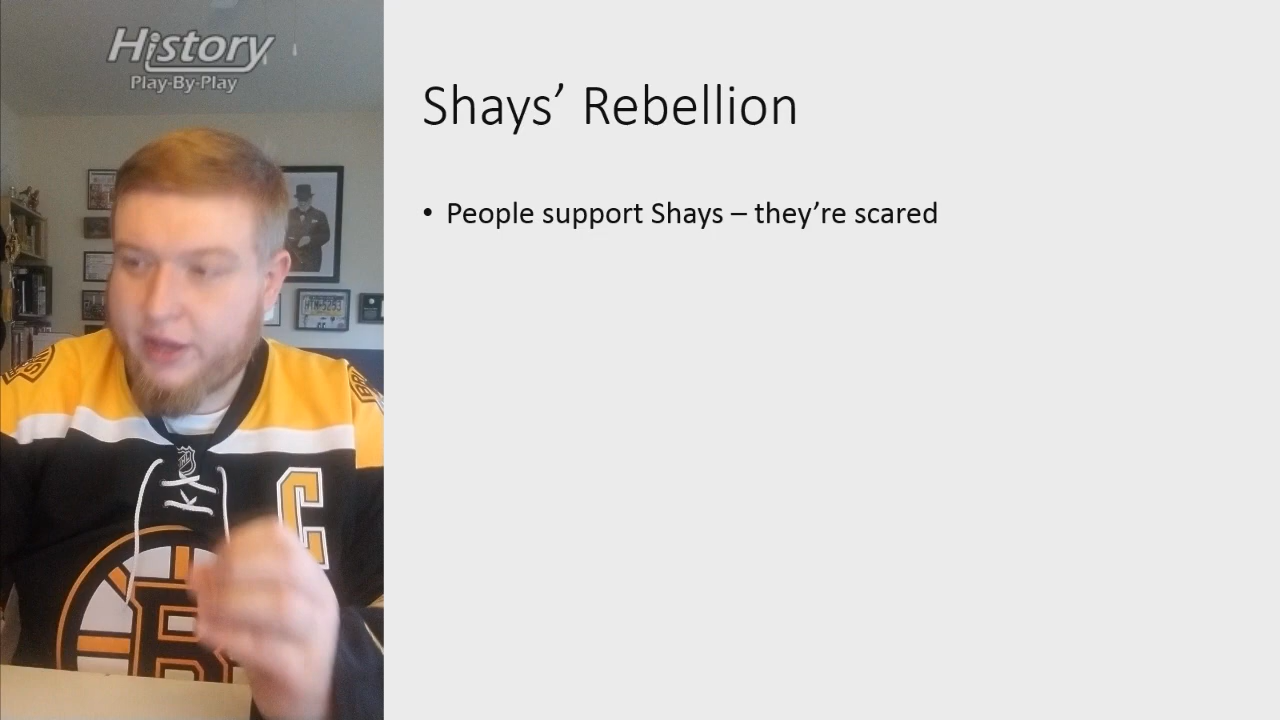 History
Play-By-Play
Shays’ Rebellion
• People support Shays – they’re scared
C
B